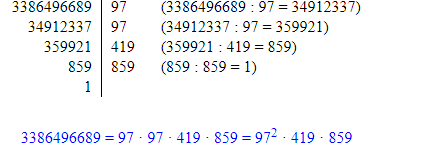 3386496689 97 (3386496689 : 97 = 34912337)
34912337 97 (34912337 : 97 = 359921)
359921 419 (359921 : 419 = 859)
859 859 (859 : 859 = 1)
1
3386496689 = 97 · 97 · 419 · 859 = 97² · 419 · 859